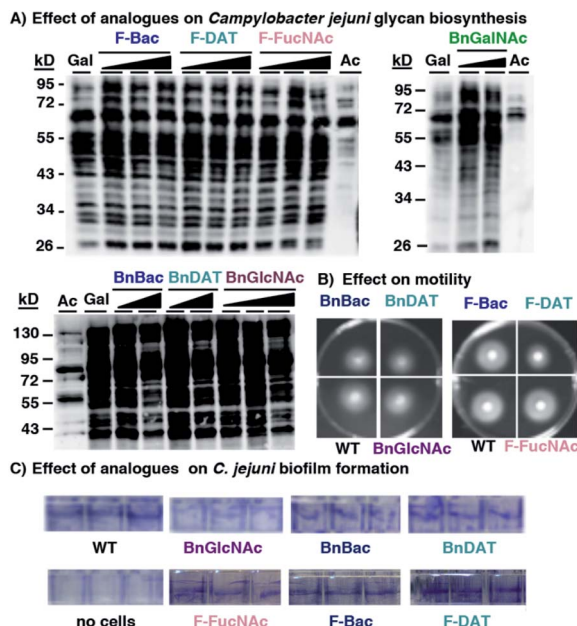 A) Effect of analogues on Campylobacter jejuni glycan biosynthesis
F-Bac F-DAT F-FucNAc BnGalNAc
kD Gal Ac Gal Ac
kD
95
72
55
43
34
26
95
72
55
43
34
26
BnBac BnDAT BnGlcNAc
kD Ac Gal
130
95
72
55
43
B) Effect on motility
BnBac BnDAT F-Bac F-DAT
WT BnGlcNAc WT F-FucNAc
C) Effect of analogues on C. jejuni biofilm formation
WT BnGlcNAc BnBac BnDAT
no cells F-FucNAc F-Bac F-DAT